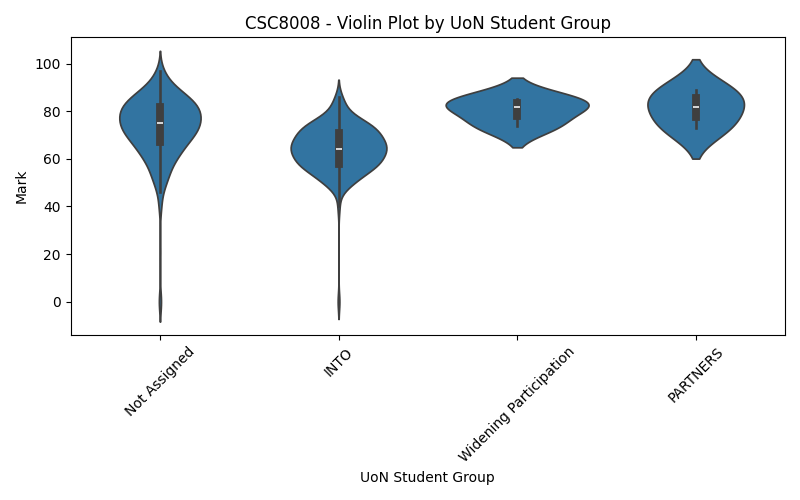 CSC8008 - Violin Plot by UoN Student Group
Mark
100
80
60
40
20
0
Not Assigned
INTO
Widening Participation
PARTNERS
UoN Student Group